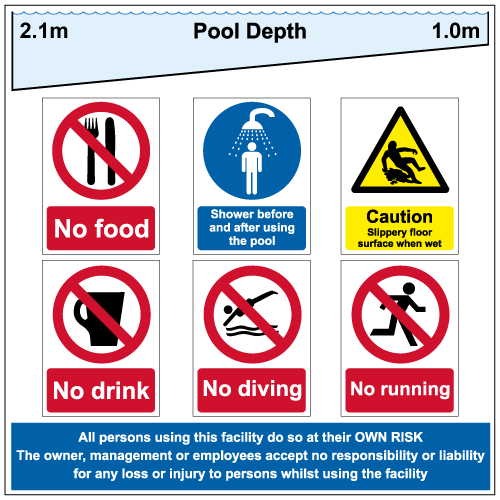 2.1m Pool Depth 1.0m
No food
Shower before
and after using
the pool
Caution
Slippery floor
surface when wet
No drink
No diving
No running
All persons using this facility do so at their OWN RISK
The owner, management or employees accept no responsibility or liability
for any loss or injury to persons whilst using the facility